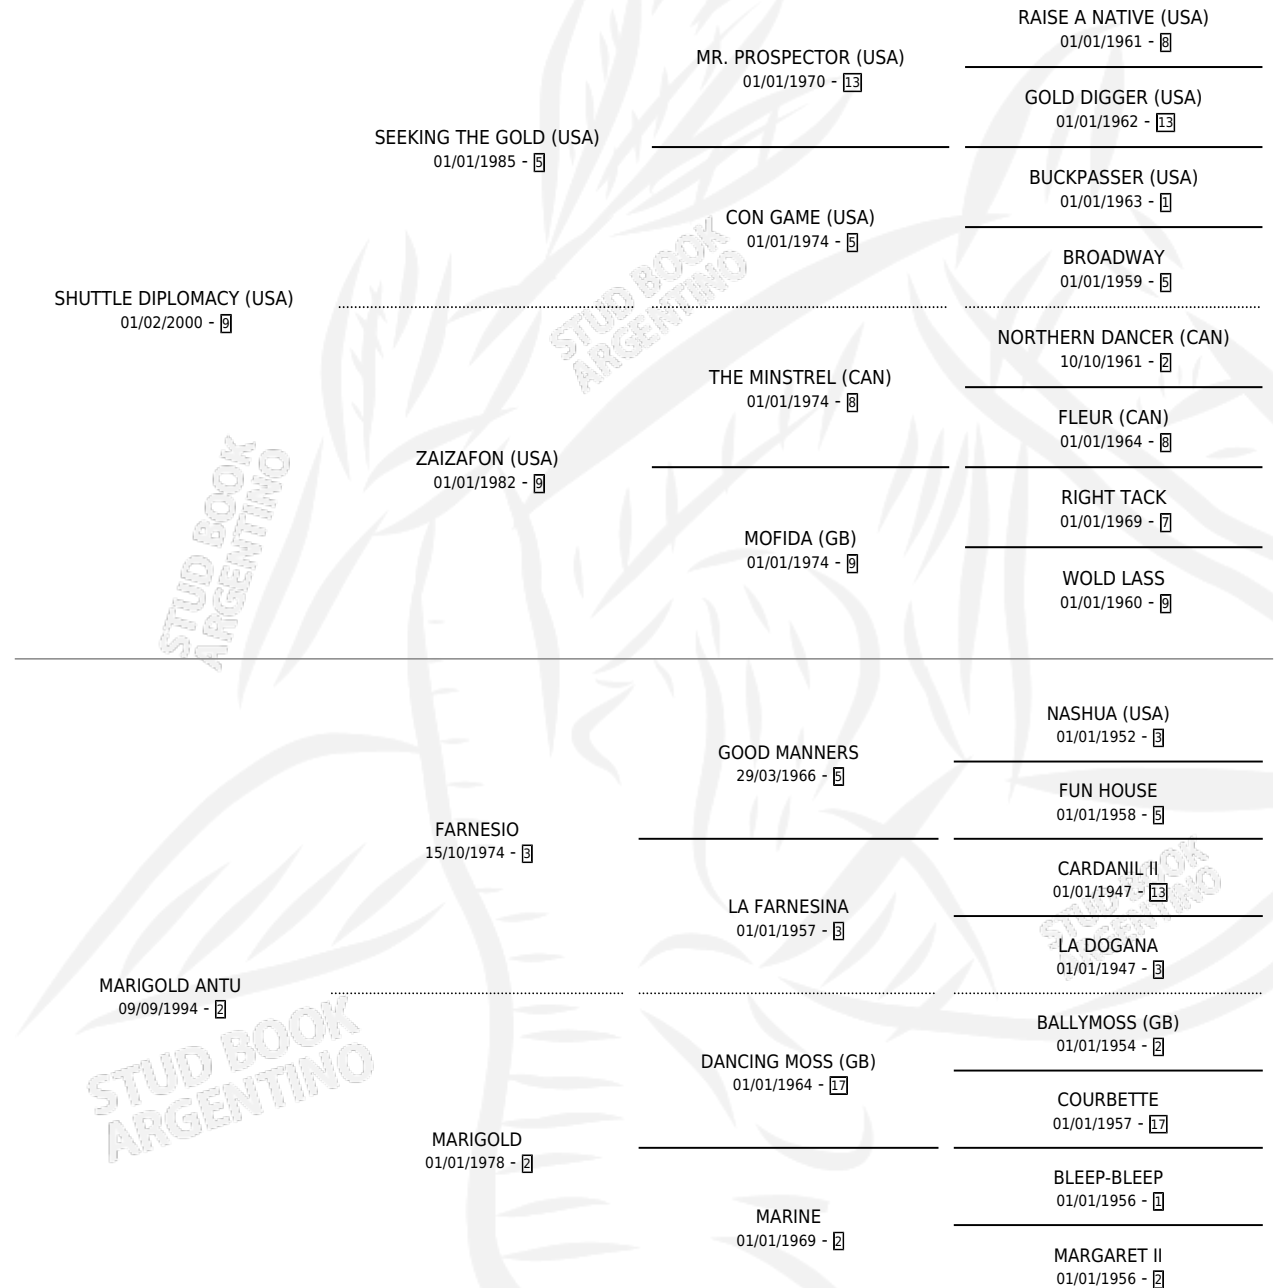 RAISE A NATIVE (USA)
01/01/1961 - 8
MR. PROSPECTOR (USA)
01/01/1970 - 13
GOLD DIGGER (USA)
01/01/1962 - 13
SEEKING THE GOLD (USA)
01/01/1985 - 5
BUCKPASSER (USA)
01/01/1963 - 1
CON GAME (USA)
01/01/1974 - 5
BROADWAY
01/01/1959 - 5
SHUTTLE DIPLOMACY (USA)
01/02/2000 - 9
NORTHERN DANCER (CAN)
10/10/1961 - 2
THE MINSTREL (CAN)
01/01/1974 - 8
FLEUR (CAN)
01/01/1964 - 8
ZAIZAFON (USA)
01/01/1982 - 9
RIGHT TACK
01/01/1969 - 7
MOFIDA (GB)
01/01/1974 - 9
WOLD LASS
01/01/1960 - 9
STUD BOOK
ARGENTINO
STUD BOOK
ARGENTINO
NASHUA (USA)
01/01/1952 - 3
GOOD MANNERS
29/03/1966 - 5
FUN HOUSE
01/01/1958 - 5
FARNESIO
15/10/1974 - 3
CARDANIL II
01/01/1947 - 13
LA FARNESINA
01/01/1957 - 3
LA DOGANA
01/01/1947 - 3
MARIGOLD ANTU
09/09/1994 - 2
BALLYMOSS (GB)
01/01/1954 - 2
DANCING MOSS (GB)
01/01/1964 - 17
COURBETTE
01/01/1957 - 17
MARIGOLD
01/01/1978 - 2
BLEEP-BLEEP
01/01/1956 - 1
MARINE
01/01/1969 - 2
MARGARET II
01/01/1956 - 2
STUD BOOK
ARGENTINO
STUD BOOK
ARGENTINO